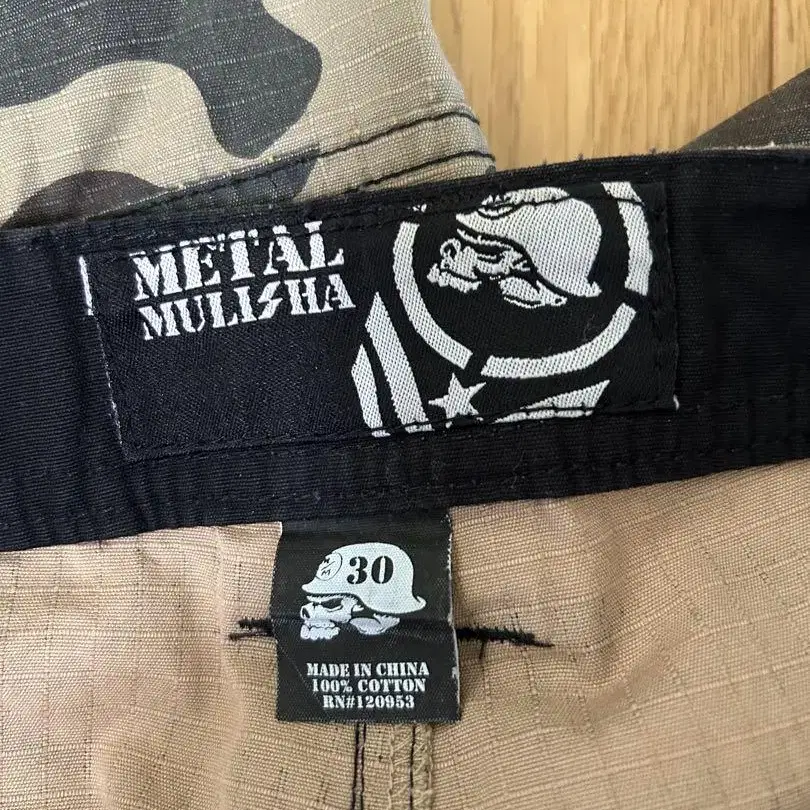 METAL
MULISHA
30
MADE IN CHINA
100% COTTON
RN#120953